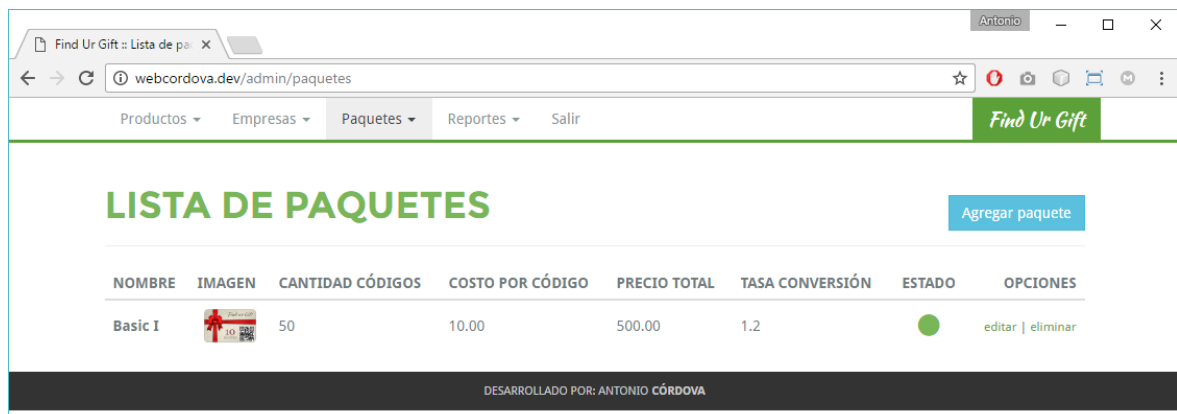 Antonio
Find Ur Gift :: Lista de pa
webcordova.dev/admin/paquetes
Productos Empresas Paquetes Reportes Salir Find Ur Gift
LISTA DE PAQUETES
Agregar paquete
NOMBRE IMAGEN CANTIDAD CÓDIGOS COSTO POR CÓDIGO PRECIO TOTAL TASA CONVERSIÓN ESTADO OPCIONES
Basic I 10 50 10.00 500.00 1.2 editar | eliminar
DESARROLLADO POR: ANTONIO CÓRDOVA